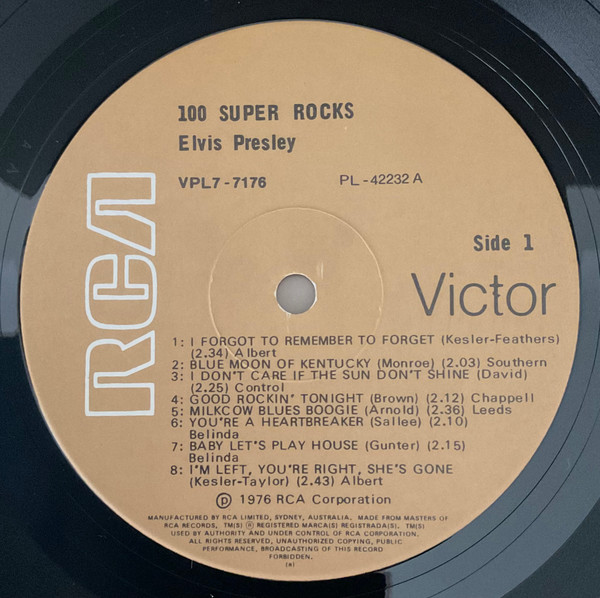 100 SUPER ROCKS
Elvis Presley
VPL7-7176 PL-42232 A
Side 1
RCA
Victor
1: I FORGOT TO REMEMBER TO FORGET (Kesler-Feathers)
(2.34) Albert
2: BLUE MOON OF KENTUCKY (Monroe) (2.03) Southern
3: I DON'T CARE IF THE SUN DON'T SHINE (David)
(2.25) Control
4: GOOD ROCKIN' TONIGHT (Brown) (2.12) Chappell
5: MILKCOW BLUES BOOGIE (Arnold) (2.36) Leeds
6: YOU'RE A HEARTBREAKER (Sallee) (2.10)
Belinda
7: BABY LET'S PLAY HOUSE (Gunter) (2.15)
Belinda
8: I'M LEFT, YOU'RE RIGHT, SHE'S GONE
(Kesler-Taylor) (2.43) Albert
Ⓟ 1976 RCA Corporation
MANUFACTURED BY RCA LIMITED, SYDNEY, AUSTRALIA. MADE FROM MASTERS OF
RCA RECORDS, TM(S) ® REGISTERED MARCA(S) REGISTRADA(S). TM(S)
USED BY AUTHORITY AND UNDER CONTROL OF RCA CORPORATION.
ALL RIGHTS RESERVED, UNAUTHORIZED COPYING, PUBLIC
PERFORMANCE, BROADCASTING OF THIS RECORD
FORBIDDEN.